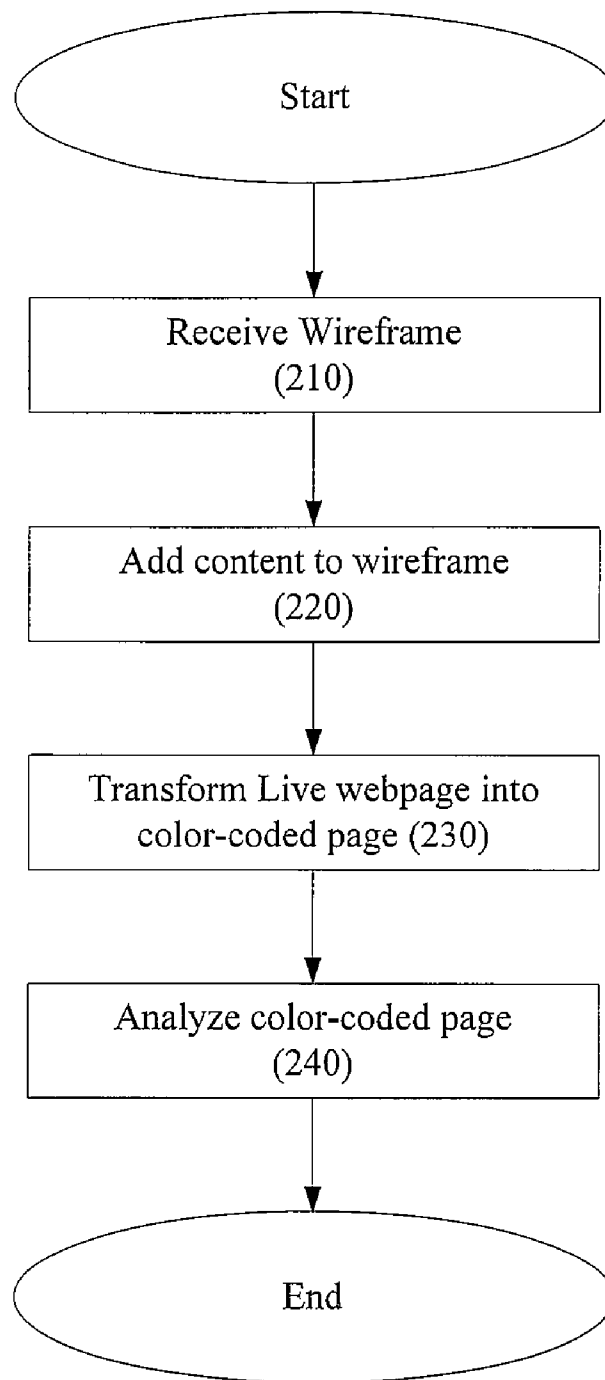 Start
Receive Wireframe
(210)
Add content to wireframe
(220)
Transform Live webpage into
color-coded page (230)
Analyze color-coded page
(240)
End